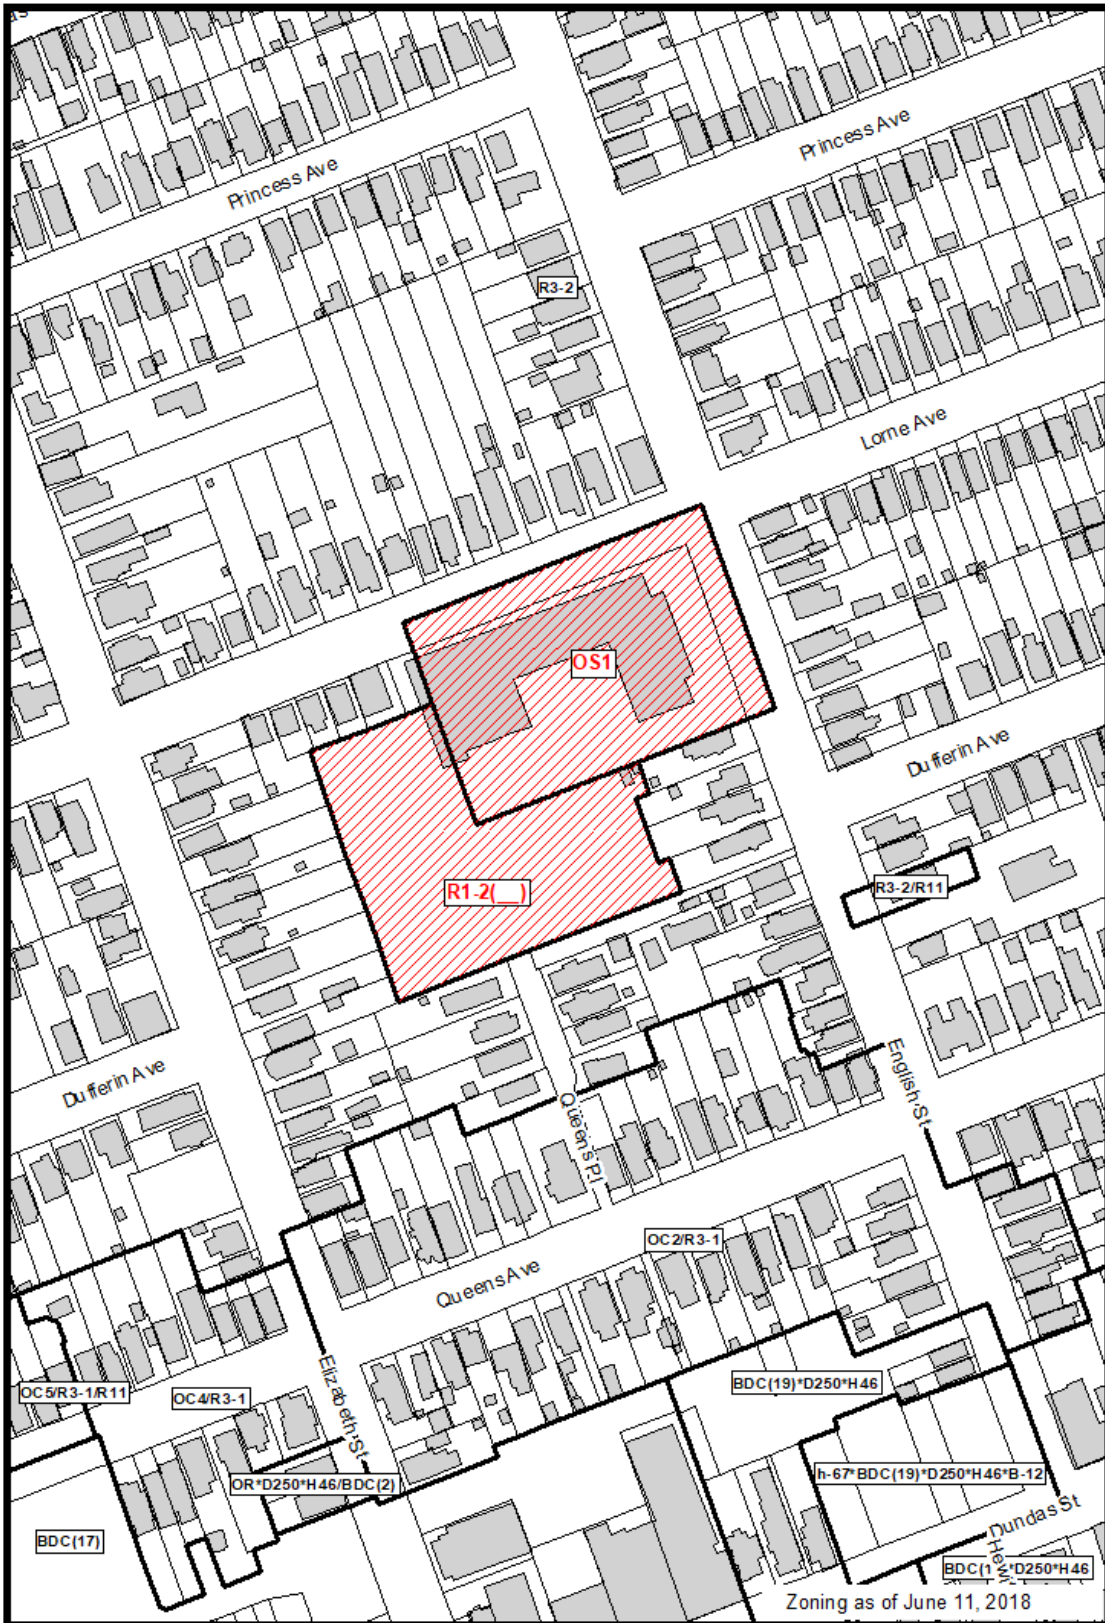 Princess Ave
Princess Ave
R3-2
Lorne Ave
OS1
Dufferin Ave
R1-2(__)
R3-2/R11
Dufferin Ave
English St
Queens Pl
OC2/R3-1
Queens Ave
Elizabeth St
OC5/R3-1/R11
OC4/R3-1
BDC(19)*D250*H46
OR*D250*H46/BDC(2)
h-67*BDC(19)*D250*H46*B-12
BDC(17)
Dundas St
*D250*H46
Zoning as of June 11, 2018